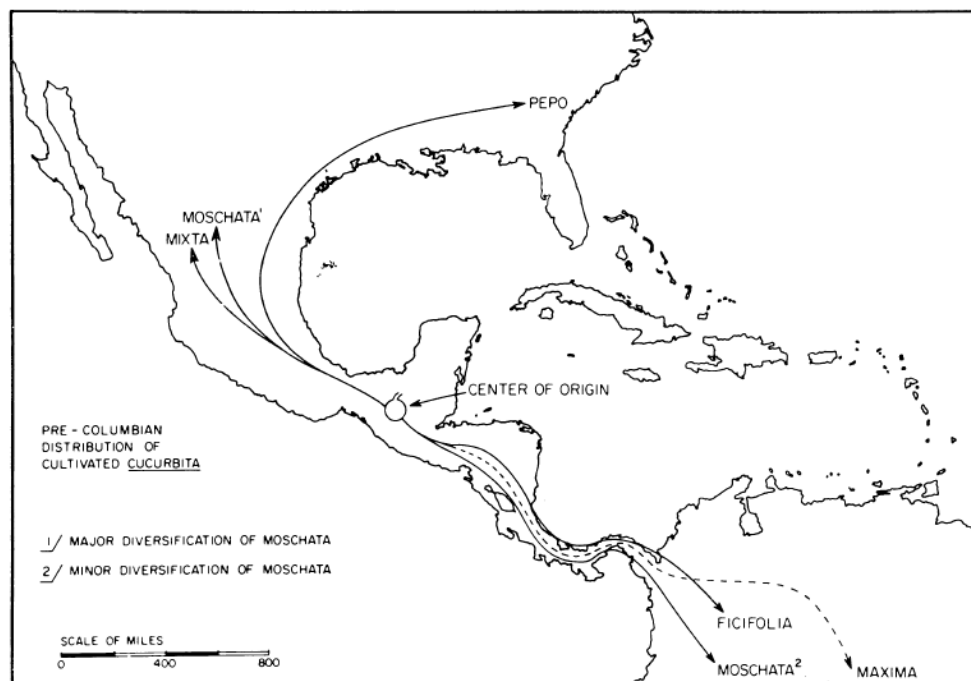 PEPO
MOSCHATA¹
MIXTA
CENTER OF ORIGIN
PRE-COLUMBIAN
DISTRIBUTION OF
CULTIVATED CUCURBITA
1/ MAJOR DIVERSIFICATION OF MOSCHATA
2/ MINOR DIVERSIFICATION OF MOSCHATA
FICIFOLIA
MOSCHATA²
MAXIMA
SCALE OF MILES
0 400 800